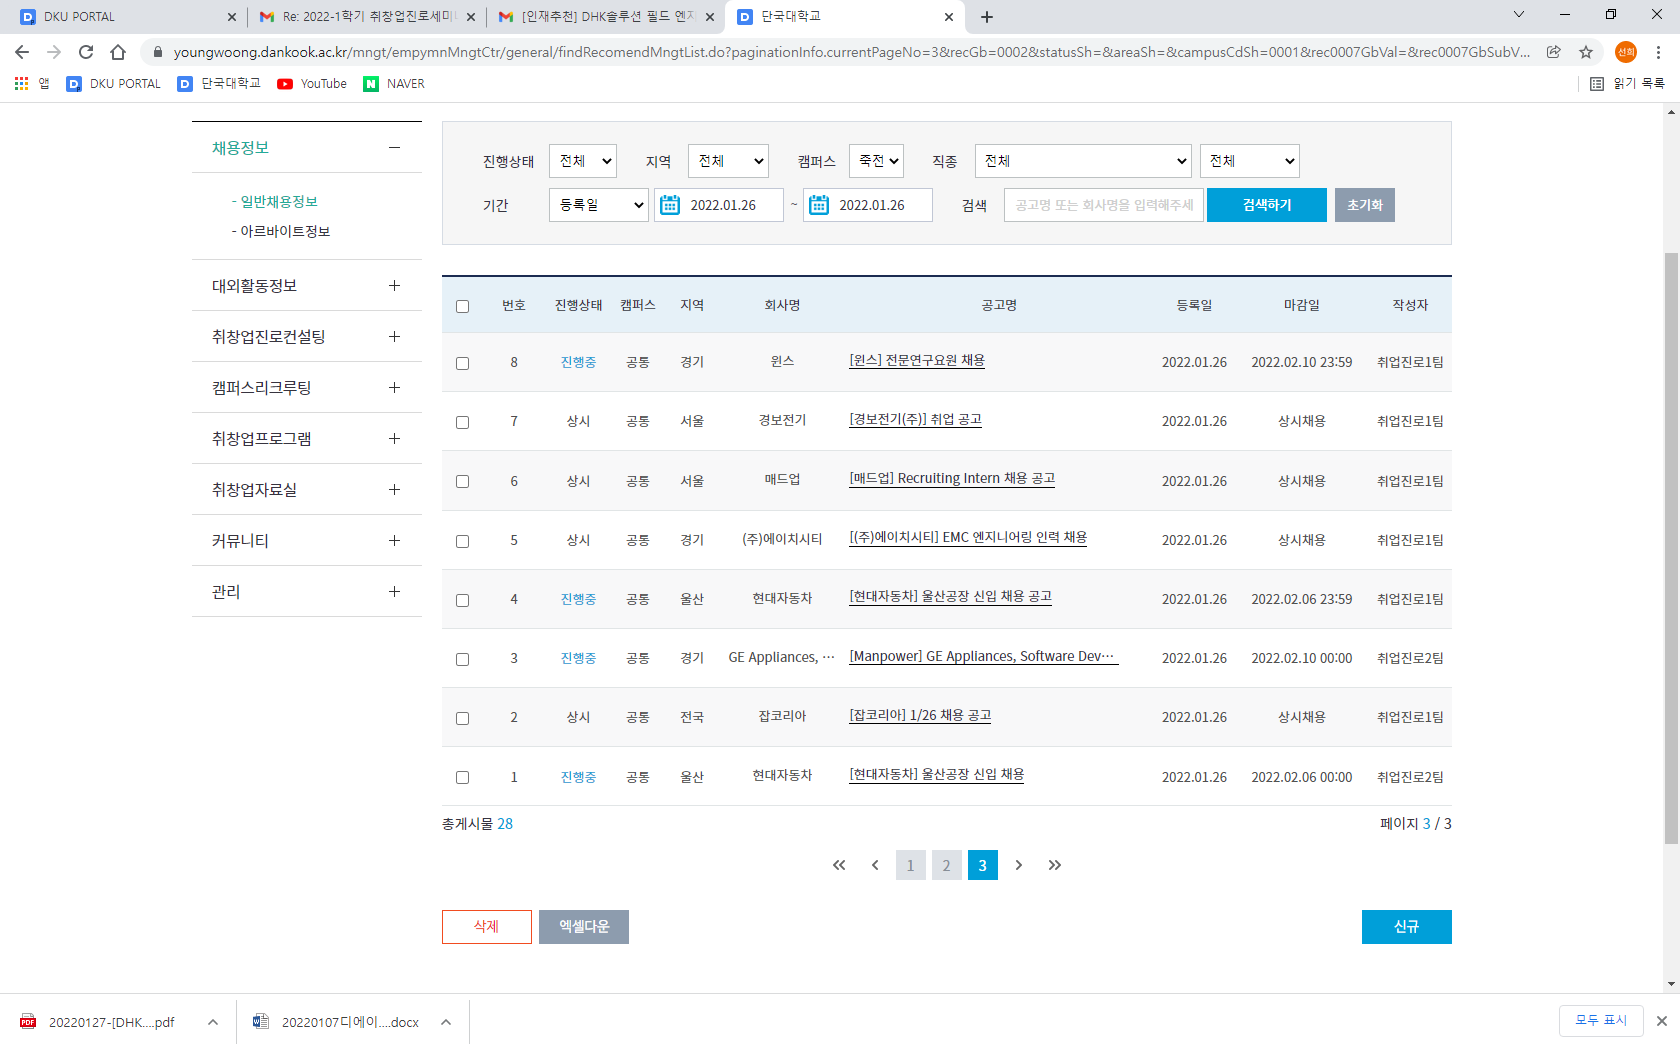 DKU PORTAL
Re: 2022-1학기 취창업진로세미
[인재추천] DHK솔루션 필드 엔
단국대학교
youngwoong.dankook.ac.kr/mngt/empymnMngtCtr/general/findRecomendMngtList.do?paginationInfo.currentPageNo=3&recGb=0002&statusSh=&areaSh=&campusCdSh=0001&rec0007GbVal=&rec0007GbSubV...
선희
앱 DKU PORTAL 단국대학교 YouTube NAVER 읽기 목록
채용정보
- 일반채용정보
- 아르바이트정보
대외활동정보
취창업진로컨설팅
캠퍼스리크루팅
취창업프로그램
취창업자료실
커뮤니티
관리
진행상태 전체 지역 전체 캠퍼스 죽전 직종 전체 전체
기간 등록일 2022.01.26 ~ 2022.01.26 검색 공고명 또는 회사명을 입력해주세 검색하기 초기화
번호 진행상태 캠퍼스 지역 회사명 공고명 등록일 마감일 작성자
8 진행중 공통 경기 윈스 [윈스] 전문연구요원 채용 2022.01.26 2022.02.10 23:59 취업진로1팀
7 상시 공통 서울 경보전기 [경보전기(주)] 취업 공고 2022.01.26 상시채용 취업진로1팀
6 상시 공통 서울 매드업 [매드업] Recruiting Intern 채용 공고 2022.01.26 상시채용 취업진로1팀
5 상시 공통 경기 (주)에이치시티 [(주)에이치시티] EMC 엔지니어링 인력 채용 2022.01.26 상시채용 취업진로1팀
4 진행중 공통 울산 현대자동차 [현대자동차] 울산공장 신입 채용 공고 2022.01.26 2022.02.06 23:59 취업진로1팀
3 진행중 공통 경기 GE Appliances, ··· [Manpower] GE Appliances, Software Dev··· 2022.01.26 2022.02.10 00:00 취업진로2팀
2 상시 공통 전국 잡코리아 [잡코리아] 1/26 채용 공고 2022.01.26 상시채용 취업진로1팀
1 진행중 공통 울산 현대자동차 [현대자동차] 울산공장 신입 채용 2022.01.26 2022.02.06 00:00 취업진로2팀
총게시물 28 페이지 3 / 3
1 2 3
삭제 엑셀다운 신규
20220127-[DHK....pdf 20220107디에이....docx 모두 표시